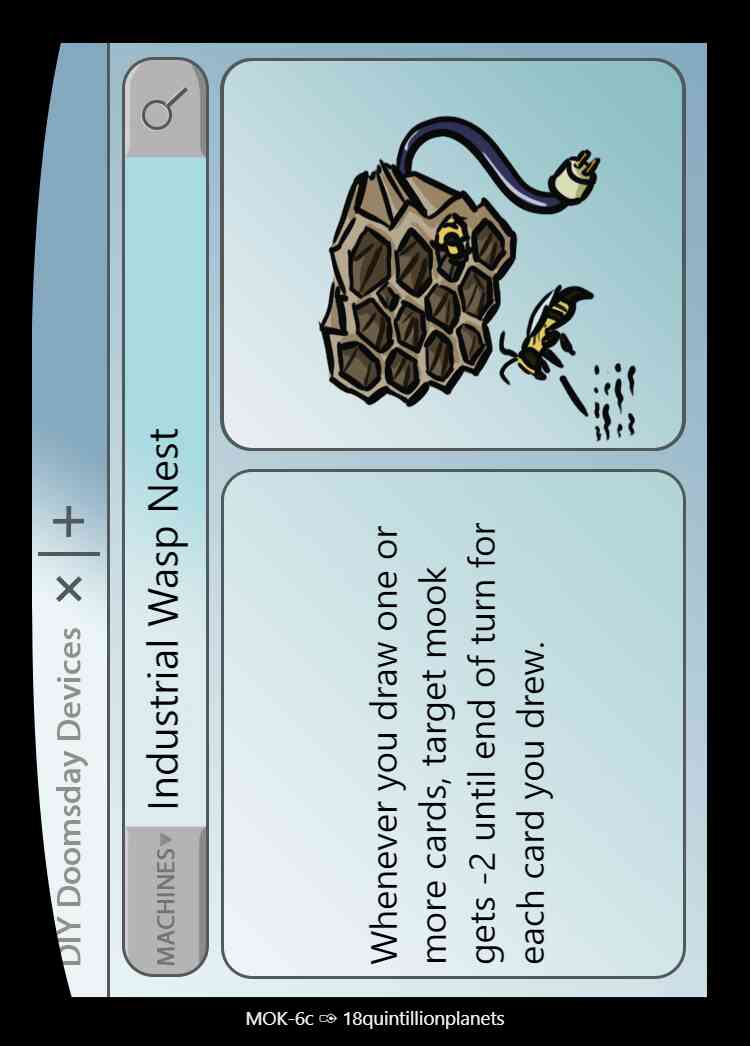 DIY Doomsday Devices × | +
MACHINES▾ Industrial Wasp Nest
Whenever you draw one or
more cards, target mook
gets -2 until end of turn for
each card you drew.
MOK-6c ✑ 18quintillionplanets